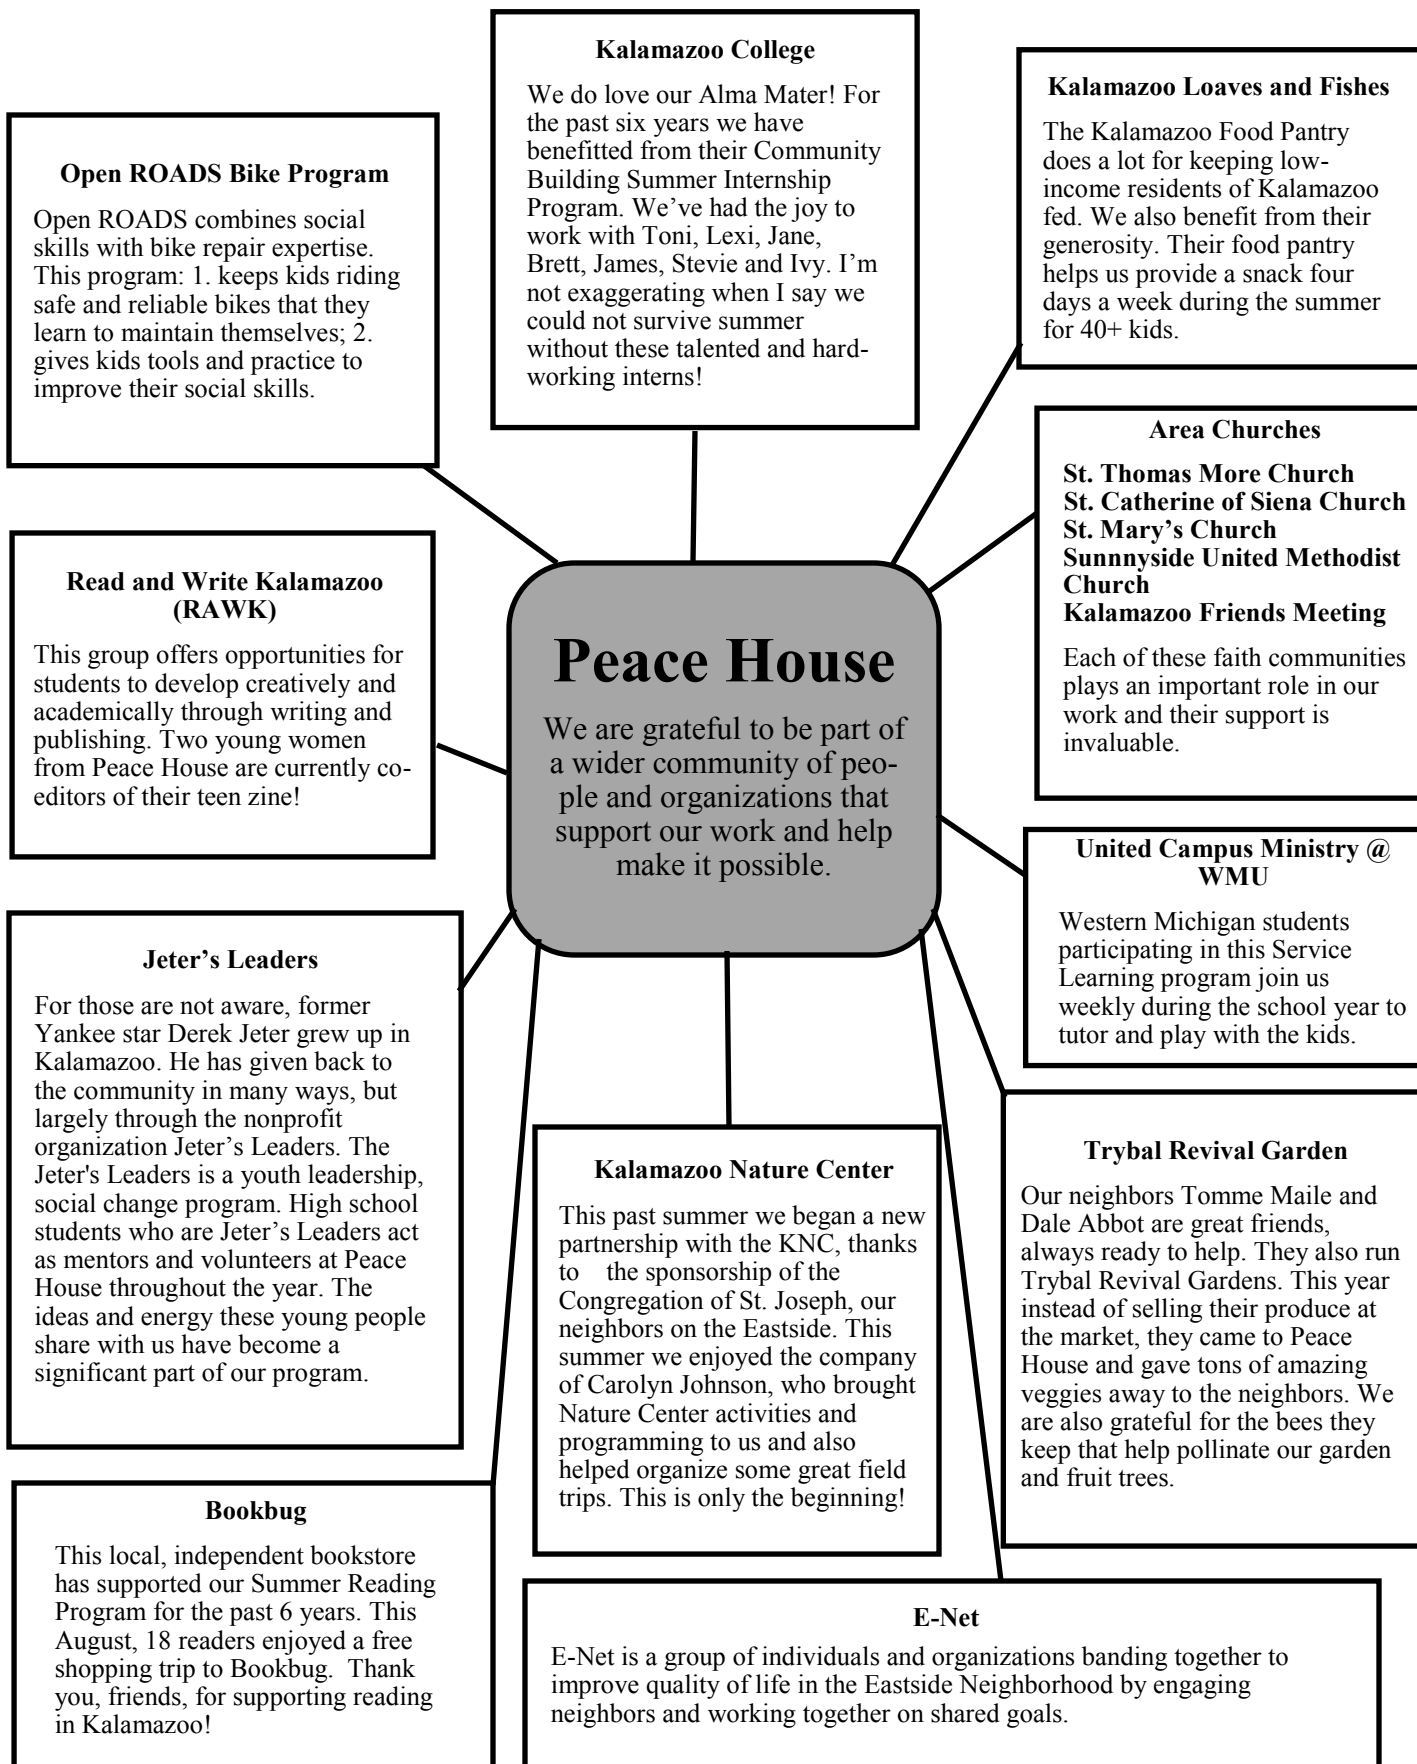 Kalamazoo College
We do love our Alma Mater! For
the past six years we have
benefitted from their Community
Building Summer Internship
Program. We’ve had the joy to
work with Toni, Lexi, Jane,
Brett, James, Stevie and Ivy. I’m
not exaggerating when I say we
could not survive summer
without these talented and hard-
working interns!
Kalamazoo Loaves and Fishes
The Kalamazoo Food Pantry
does a lot for keeping low-
income residents of Kalamazoo
fed. We also benefit from their
generosity. Their food pantry
helps us provide a snack four
days a week during the summer
for 40+ kids.
Open ROADS Bike Program
Open ROADS combines social
skills with bike repair expertise.
This program: 1. keeps kids riding
safe and reliable bikes that they
learn to maintain themselves; 2.
gives kids tools and practice to
improve their social skills.
Area Churches
St. Thomas More Church
St. Catherine of Siena Church
St. Mary’s Church
Sunnnyside United Methodist
Church
Kalamazoo Friends Meeting
Each of these faith communities
plays an important role in our
work and their support is
invaluable.
Read and Write Kalamazoo
(RAWK)
This group offers opportunities for
students to develop creatively and
academically through writing and
publishing. Two young women
from Peace House are currently co-
editors of their teen zine!
Peace House
We are grateful to be part of
a wider community of peo-
ple and organizations that
support our work and help
make it possible.
United Campus Ministry @
WMU
Western Michigan students
participating in this Service
Learning program join us
weekly during the school year to
tutor and play with the kids.
Jeter’s Leaders
For those are not aware, former
Yankee star Derek Jeter grew up in
Kalamazoo. He has given back to
the community in many ways, but
largely through the nonprofit
organization Jeter’s Leaders. The
Jeter's Leaders is a youth leadership,
social change program. High school
students who are Jeter’s Leaders act
as mentors and volunteers at Peace
House throughout the year. The
ideas and energy these young people
share with us have become a
significant part of our program.
Kalamazoo Nature Center
This past summer we began a new
partnership with the KNC, thanks
to    the sponsorship of the
Congregation of St. Joseph, our
neighbors on the Eastside. This
summer we enjoyed the company
of Carolyn Johnson, who brought
Nature Center activities and
programming to us and also
helped organize some great field
trips. This is only the beginning!
Trybal Revival Garden
Our neighbors Tomme Maile and
Dale Abbot are great friends,
always ready to help. They also run
Trybal Revival Gardens. This year
instead of selling their produce at
the market, they came to Peace
House and gave tons of amazing
veggies away to the neighbors. We
are also grateful for the bees they
keep that help pollinate our garden
and fruit trees.
Bookbug
This local, independent bookstore
has supported our Summer Reading
Program for the past 6 years. This
August, 18 readers enjoyed a free
shopping trip to Bookbug.  Thank
you, friends, for supporting reading
in Kalamazoo!
E-Net
E-Net is a group of individuals and organizations banding together to
improve quality of life in the Eastside Neighborhood by engaging
neighbors and working together on shared goals.